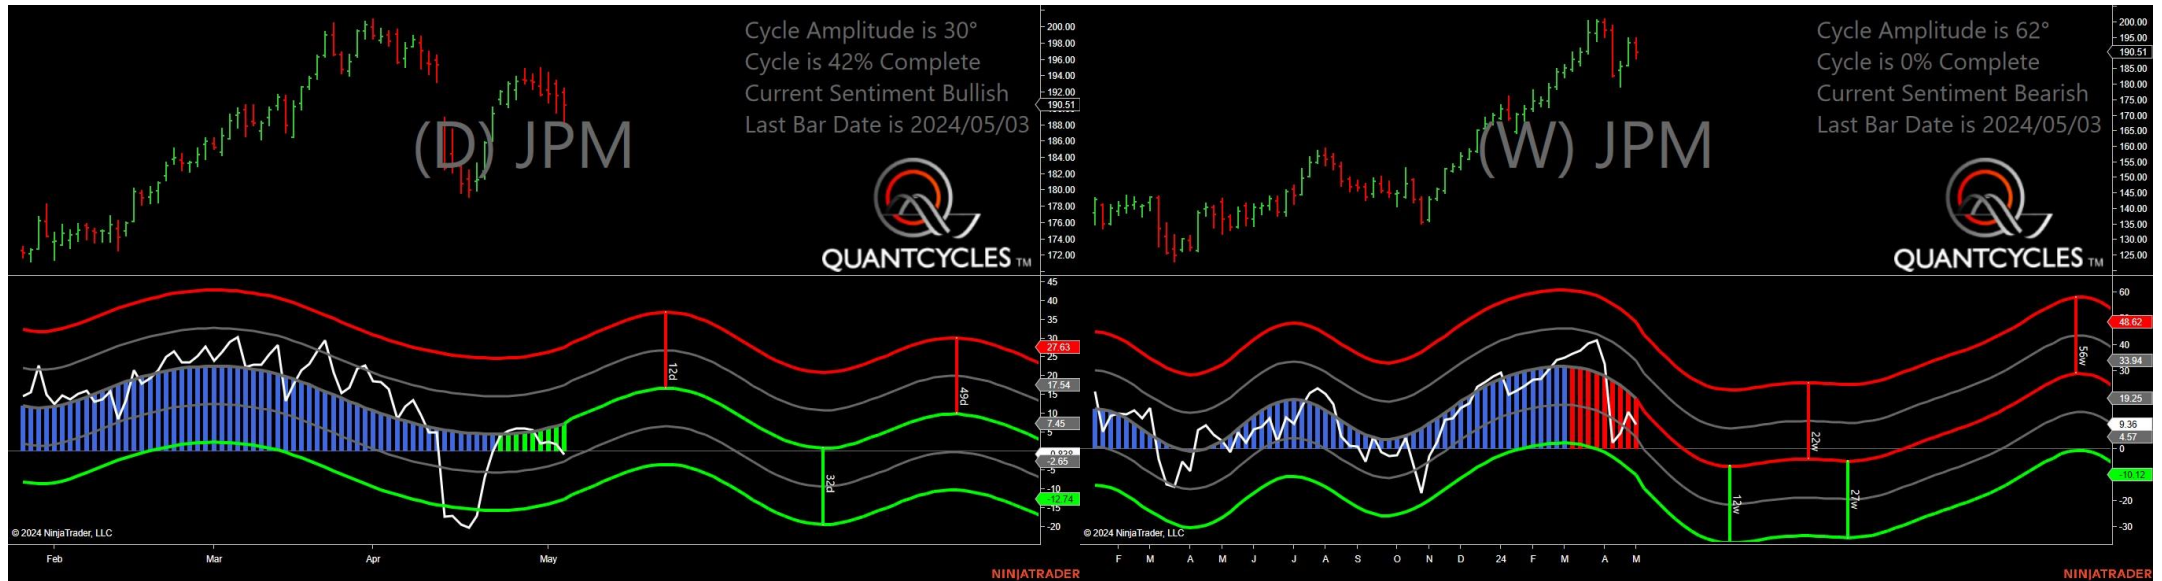 Cycle Amplitude is 30°
Cycle is 42% Complete
Current Sentiment Bullish
Last Bar Date is 2024/05/03
(D) JPM
QUANTCYCLES TM
200.00
198.00
196.00
194.00
192.00
190.51
188.00
186.00
184.00
182.00
180.00
178.00
176.00
174.00
172.00
45
40
35
30
27.63
25
20
17.54
15
10
7.45
5
-2.65
-5
-10
-12.74
-15
-20
12d
32d
49d
© 2024 NinjaTrader, LLC
Feb Mar Apr May
NINJATRADER
Cycle Amplitude is 62°
Cycle is 0% Complete
Current Sentiment Bearish
Last Bar Date is 2024/05/03
(W) JPM
QUANTCYCLES TM
200.00
195.00
190.51
185.00
180.00
175.00
170.00
165.00
160.00
155.00
150.00
145.00
140.00
135.00
130.00
125.00
60
48.62
40
33.94
30
19.25
9.36
4.57
0
-10.12
-20
-30
12w
22w
27w
56w
© 2024 NinjaTrader, LLC
F M A M J J A S O N D 24 F M A M
NINJATRADER